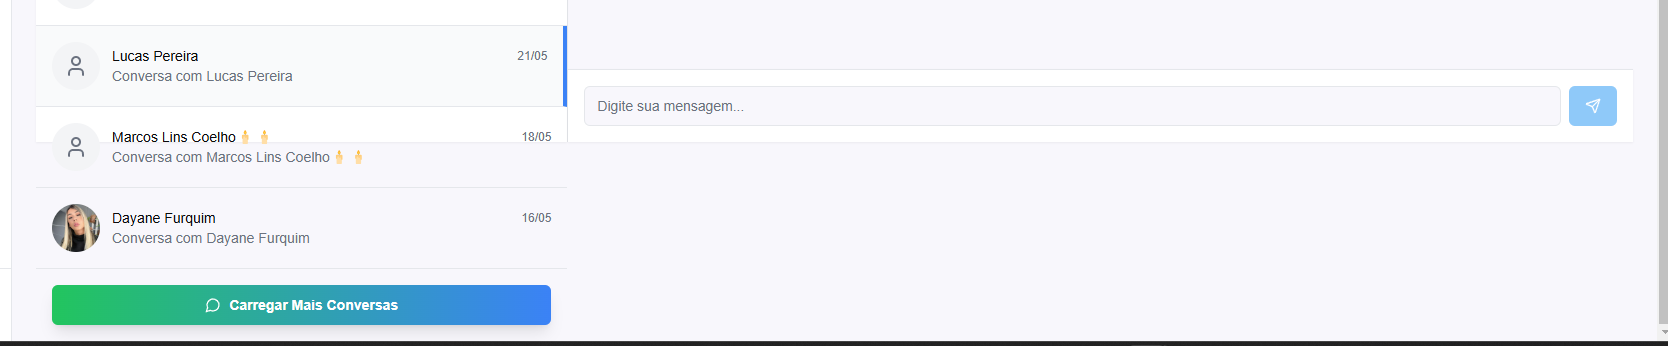 Lucas Pereira
21/05
Conversa com Lucas Pereira
Digite sua mensagem...
Marcos Lins Coelho🕯 🕯
18/05
Conversa com Marcos Lins Coelho🕯 🕯
Dayane Furquim
16/05
Conversa com Dayane Furquim
Carregar Mais Conversas